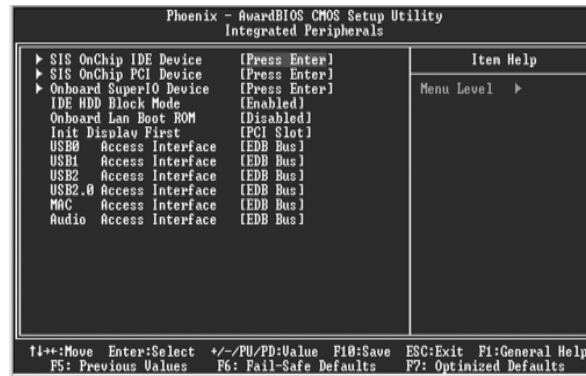 Phoenix - AwardBIOS CMOS Setup Utility
Integrated Peripherals
▶ SIS OnChip IDE Device [Press Enter]
▶ SIS OnChip PCI Device [Press Enter]
▶ Onboard SuperIO Device [Press Enter]
IDE HDD Block Mode [Enabled]
Onboard Lan Boot ROM [Disabled]
Init Display First [PCI Slot]
USB0 Access Interface [EDB Bus]
USB1 Access Interface [EDB Bus]
USB2 Access Interface [EDB Bus]
USB2.0 Access Interface [EDB Bus]
MAC Access Interface [EDB Bus]
Audio Access Interface [EDB Bus]
Item Help
Menu Level ▶
↑↓→←:Move Enter:Select +/-/PU/PD:Value F10:Save ESC:Exit F1:General Help
F5: Previous Values F6: Fail-Safe Defaults F7: Optimized Defaults